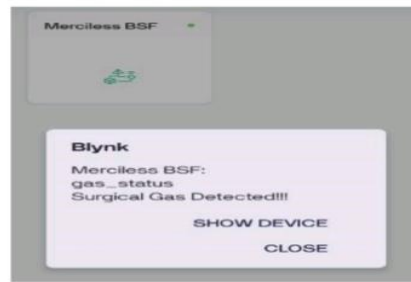 Merciless BSF
Blynk
Merciless BSF:
gas_status
Surgical Gas Detected!!!
SHOW DEVICE
CLOSE